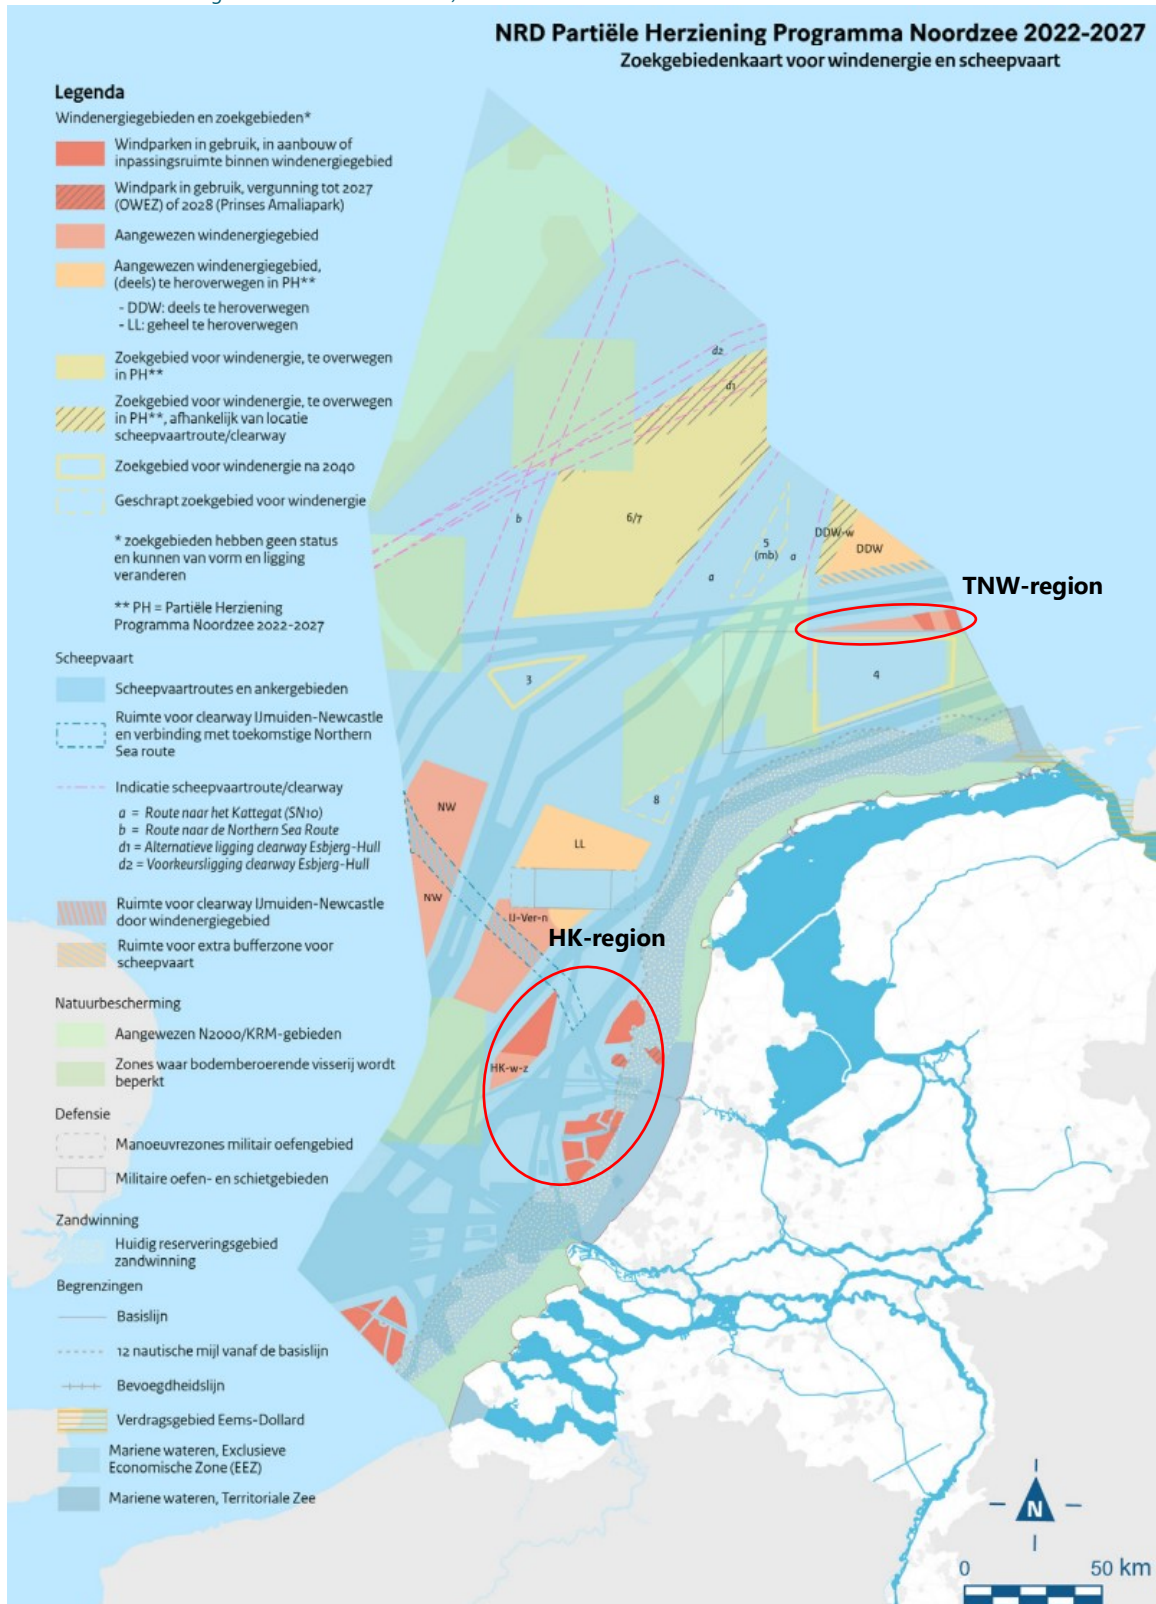 NRD Partiële Herziening Programma Noordzee 2022-2027
Zoekgebiedenkaart voor windenergie en scheepvaart
Legenda
Windenergiegebieden en zoekgebieden*
Windparken in gebruik, in aanbouw of
inpassingsruimte binnen windenergiegebied
Windpark in gebruik, vergunning tot 2027
(OWEZ) of 2028 (Prinses Amaliapark)
Aangewezen windenergiegebied
Aangewezen windenergiegebied,
(deels) te heroverwegen in PH**
- DDW: deels te heroverwegen
- LL: geheel te heroverwegen
Zoekgebied voor windenergie, te overwegen
in PH**
Zoekgebied voor windenergie, te overwegen
in PH**, afhankelijk van locatie
scheepvaartroute/clearway
Zoekgebied voor windenergie na 2040
Geschrapt zoekgebied voor windenergie
* zoekgebieden hebben geen status
en kunnen van vorm en ligging
veranderen
** PH = Partiële Herziening
Programma Noordzee 2022-2027
Scheepvaart
Scheepvaartroutes en ankergebieden
Ruimte voor clearway IJmuiden-Newcastle
en verbinding met toekomstige Northern
Sea route
Indicatie scheepvaartroute/clearway
a = Route naar het Kattegat (SN10)
b = Route naar de Northern Sea Route
d1 = Alternatieve ligging clearway Esbjerg-Hull
d2 = Voorkeursligging clearway Esbjerg-Hull
Ruimte voor clearway IJmuiden-Newcastle
door windenergiegebied
Ruimte voor extra bufferzone voor
scheepvaart
Natuurbescherming
Aangewezen N2000/KRM-gebieden
Zones waar bodemberoerende visserij wordt
beperkt
Defensie
Manoeuvrezones militair oefengebied
Militaire oefen- en schietgebieden
Zandwinning
Huidig reserveringsgebied
zandwinning
Begrenzingen
Basislijn
12 nautische mijl vanaf de basislijn
Bevoegdheidslijn
Verdragsgebied Eems-Dollard
Mariene wateren, Exclusieve
Economische Zone (EEZ)
Mariene wateren, Territoriale Zee
d2
d1
b
6/7
5
(mb)
a
a
DDW-w
DDW
TNW-region
3
4
8
NW
NW
LL
IJ-Ver-n
HK-region
HK-w-z
N
0 50 km